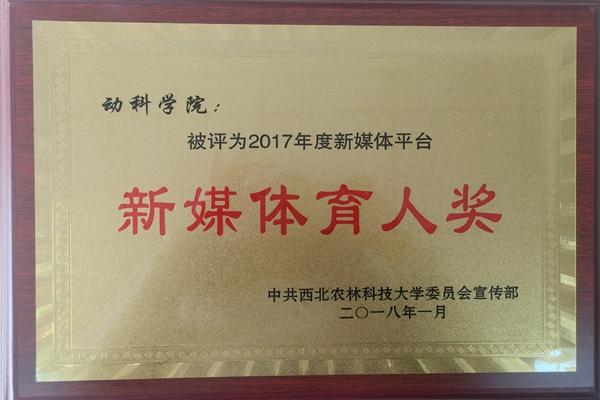 动科学院：
被评为2017年度新媒体平台
新媒体育人奖
中共西北农林科技大学委员会宣传部
二〇一八年一月